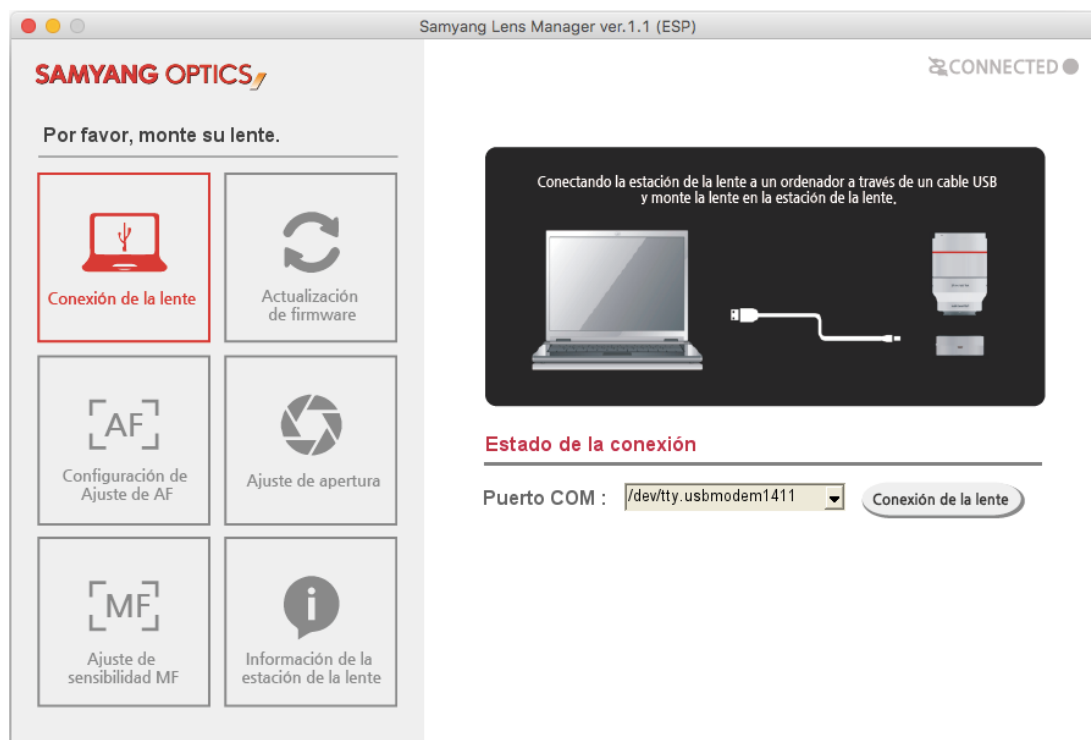 Samyang Lens Manager ver.1.1 (ESP)
SAMYANG OPTICS
CONNECTED
Por favor, monte su lente.
Conexión de la lente
Actualización
de firmware
AF
Configuración de
Ajuste de AF
Ajuste de apertura
MF
Ajuste de
sensibilidad MF
i
Información de la
estación de la lente
Conectando la estación de la lente a un ordenador a través de un cable USB
y monte la lente en la estación de la lente.
Estado de la conexión
Puerto COM :
/dev/tty.usbmodem1411
Conexión de la lente